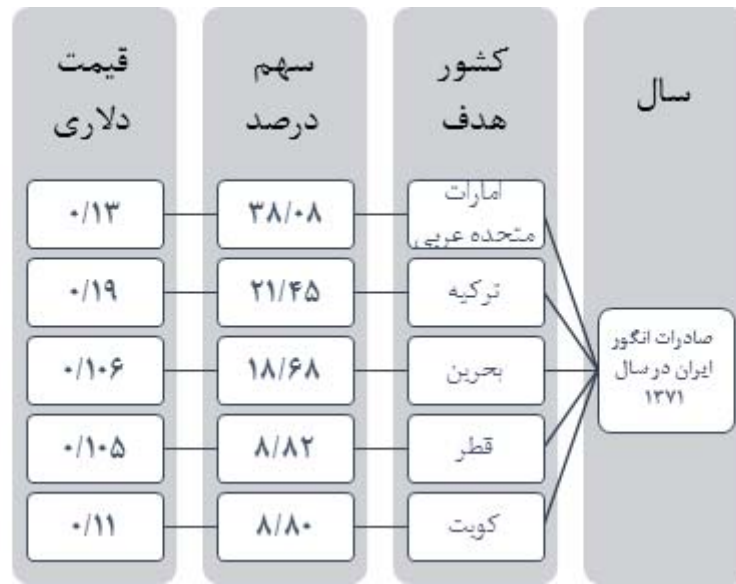 سال
کشور
هدف
سهم
درصد
قیمت
دلاری
صادرات انگور
ایران در سال
۱۳۷۱
امارات
متحده عربی
۳۸/۰۸
۰/۱۳
ترکیه
۲۱/۴۵
۰/۱۹
بحرین
۱۸/۶۸
۰/۱۰۶
قطر
۸/۸۲
۰/۱۰۵
کویت
۸/۸۰
۰/۱۱